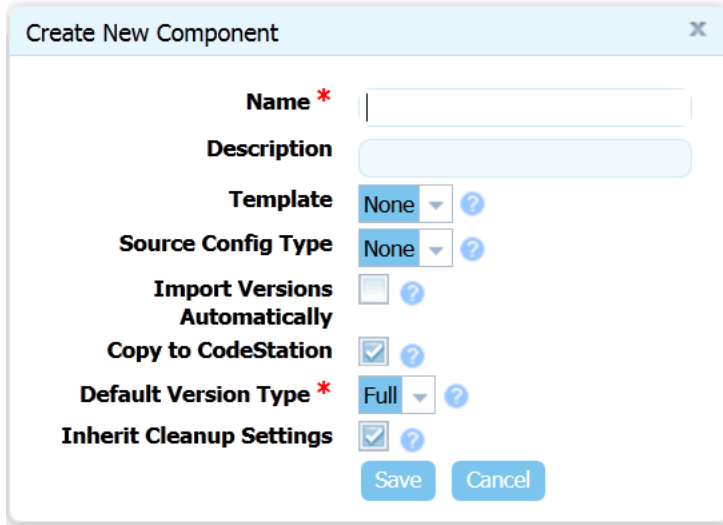 Create New Component x
Name *
Description
Template None ?
Source Config Type None ?
Import Versions
Automatically ?
Copy to CodeStation ?
Default Version Type * Full ?
Inherit Cleanup Settings ?
Save Cancel